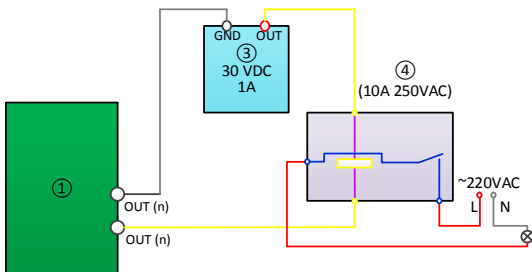 GND OUT
③
30 VDC
1A
④
(10A 250VAC)
①
~220VAC
L N
OUT (n)
OUT (n)